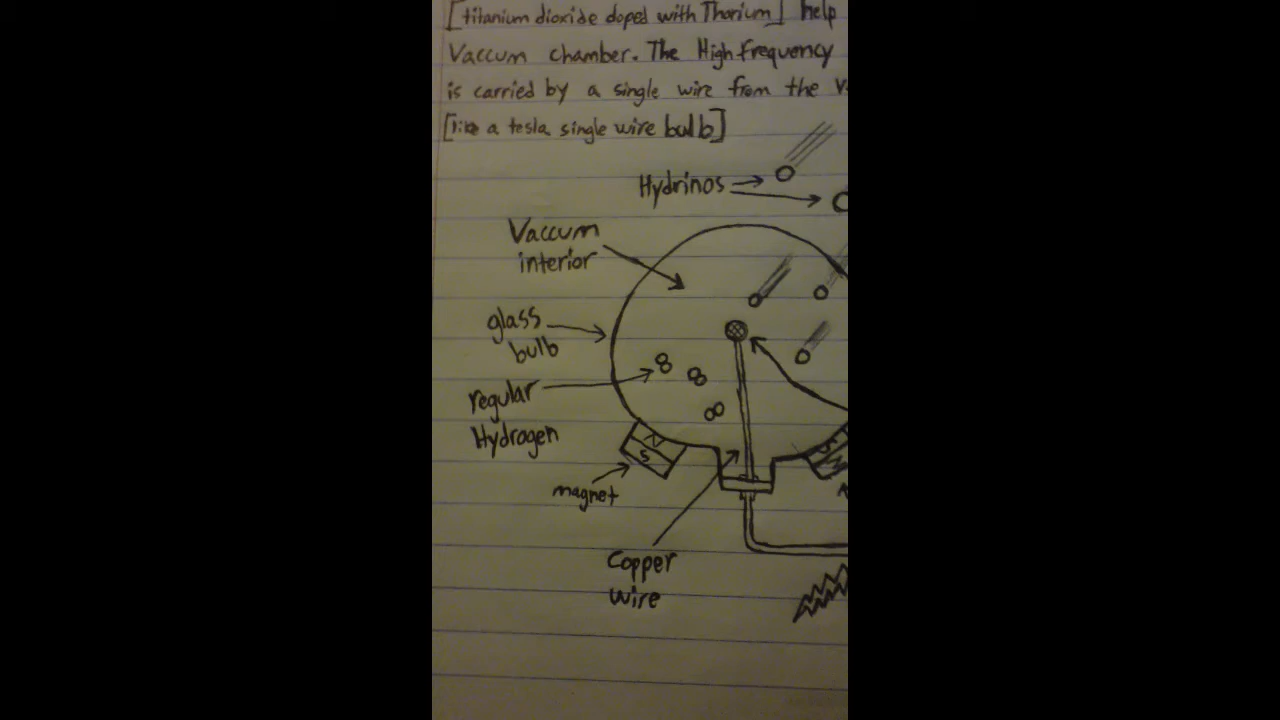 [titanium dioxide doped with Thorium] help
Vaccum chamber. The High frequency
is carried by a single wire from the
[like a tesla single wire bulb]
Hydrinos
Vaccum
interior
glass
bulb
regular
Hydrogen
N
S
magnet
S
N
Copper
wire